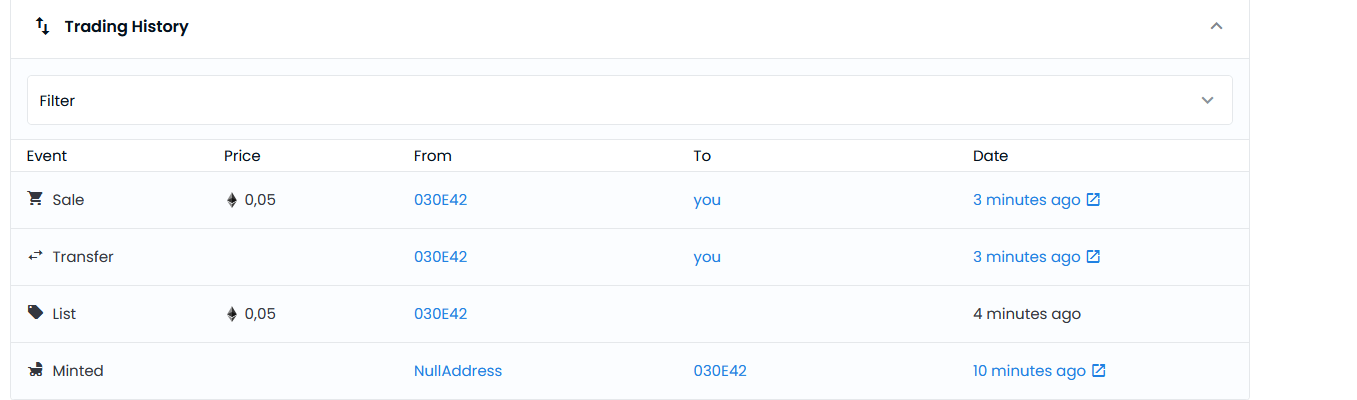 Trading History
Filter
Event Price From To Date
Sale 0,05 030E42 you 3 minutes ago
Transfer 030E42 you 3 minutes ago
List 0,05 030E42 4 minutes ago
Minted NullAddress 030E42 10 minutes ago